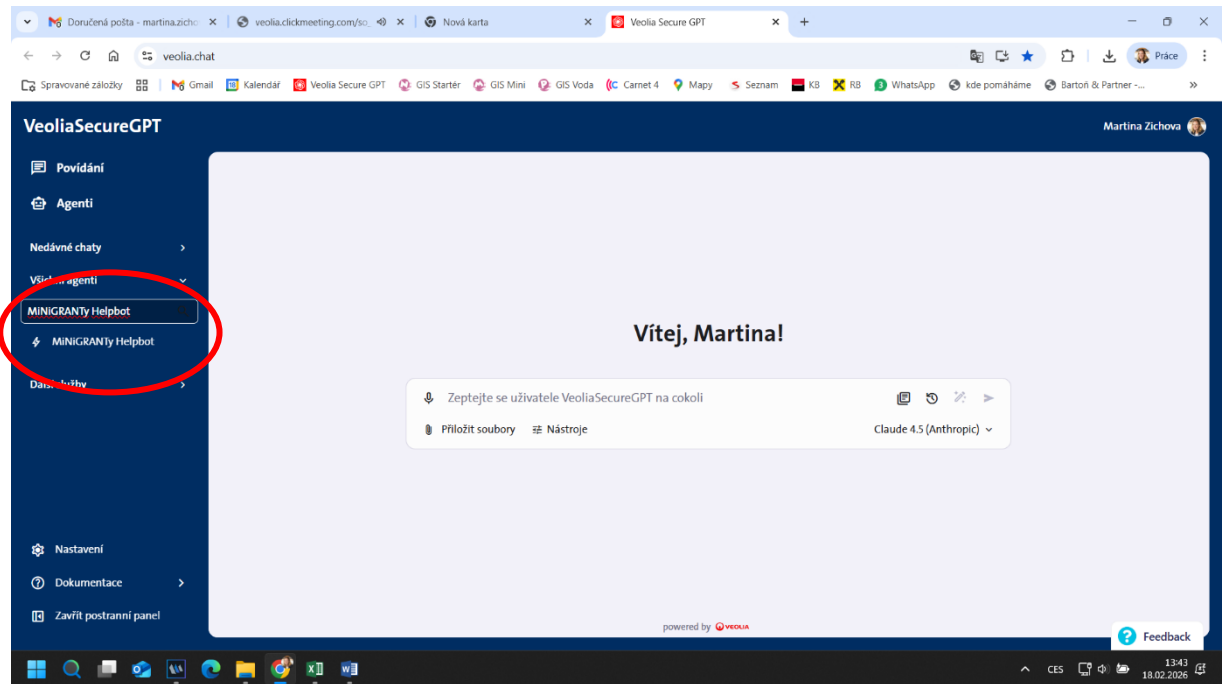 Doručená pošta - martina.zicho
veolia.clickmeeting.com/so_
Nová karta
Veolia Secure GPT
veolia.chat
Práce
Spravované záložky
Gmail
Kalendář
Veolia Secure GPT
GIS Startér
GIS Mini
GIS Voda
Carnet 4
Mapy
Seznam
KB
RB
WhatsApp
kde pomáháme
Bartoň & Partner -...
VeoliaSecureGPT
Martina Zichova
Povídání
Agenti
Nedávné chaty
agenti
MiNiGRANTy Helpbot
MiNiGRANTy Helpbot
Vítej, Martina!
Zeptejte se uživatele VeoliaSecureGPT na cokoli
Přiložit soubory
Nástroje
Claude 4.5 (Anthropic)
Nastavení
Dokumentace
Zavřít postranní panel
powered by VEOLIA
Feedback
CES
13:43
18.02.2026